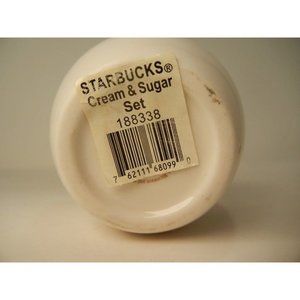 STARBUCKS®
Cream & Sugar
Set
188338
7 62111 68099 0